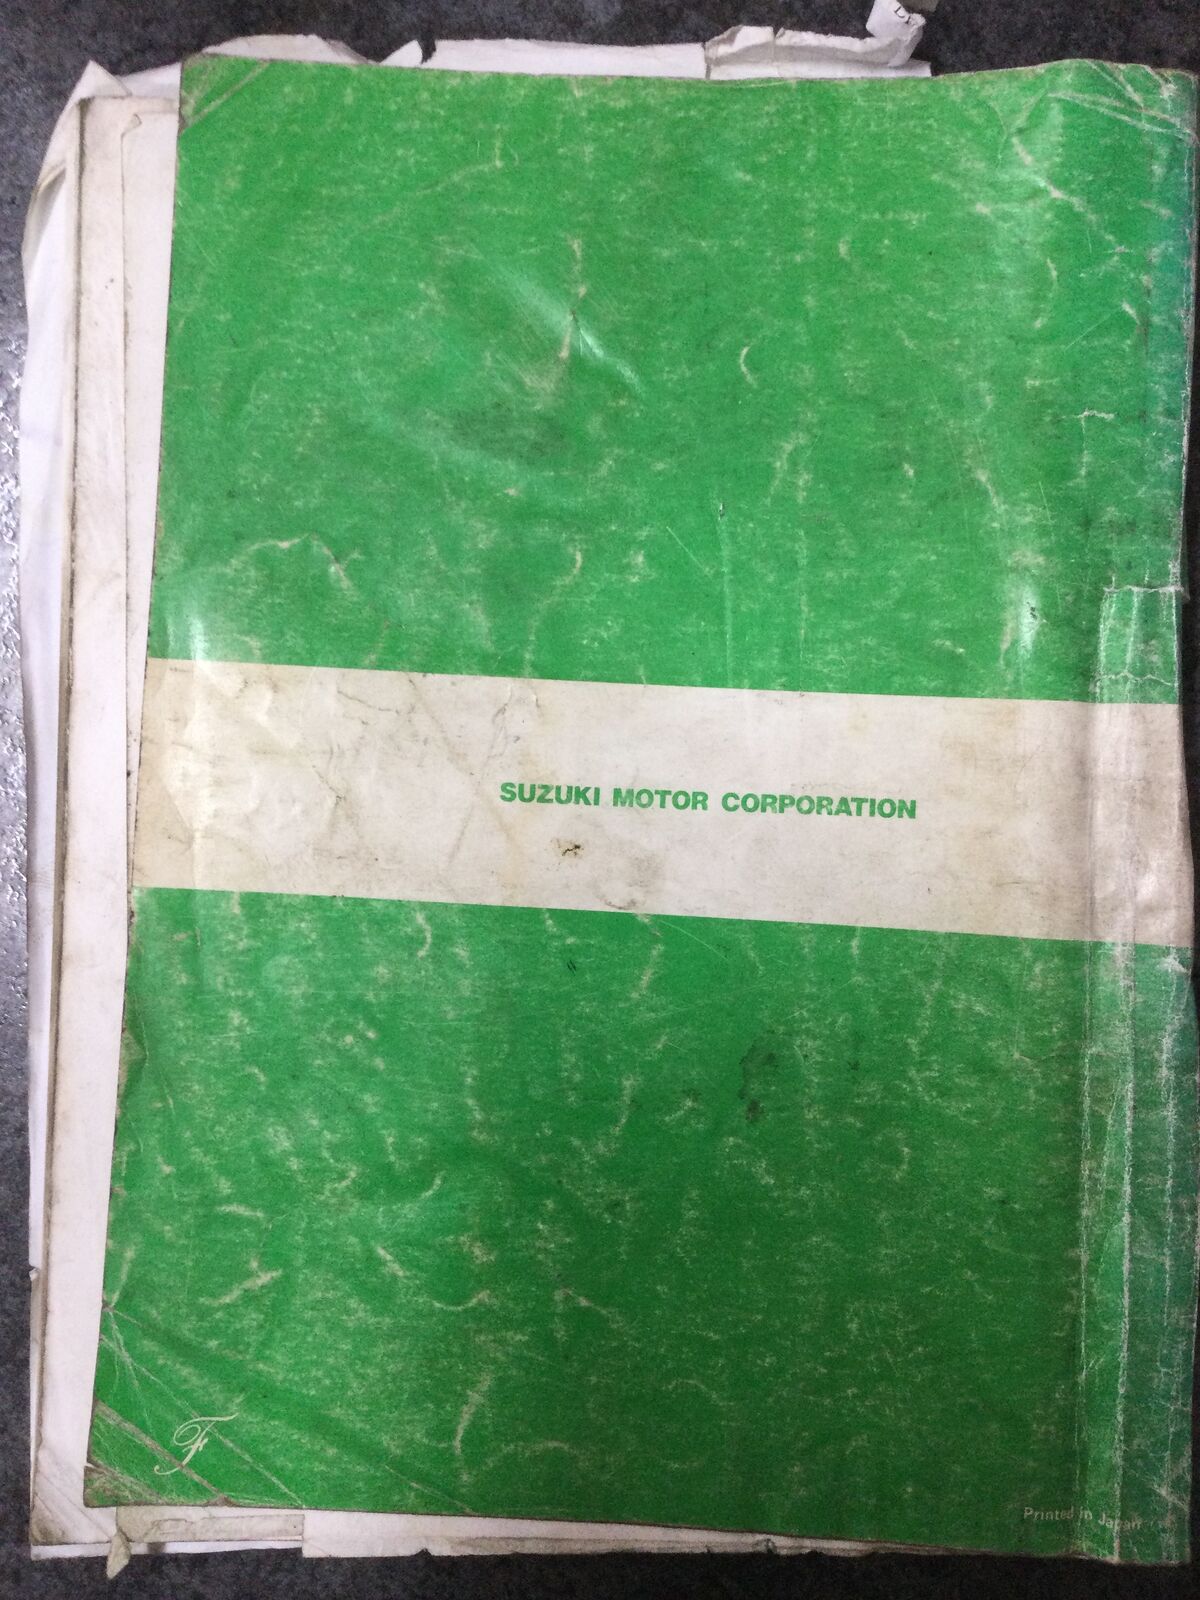 SUZUKI MOTOR CORPORATION
F
Printed in Japan